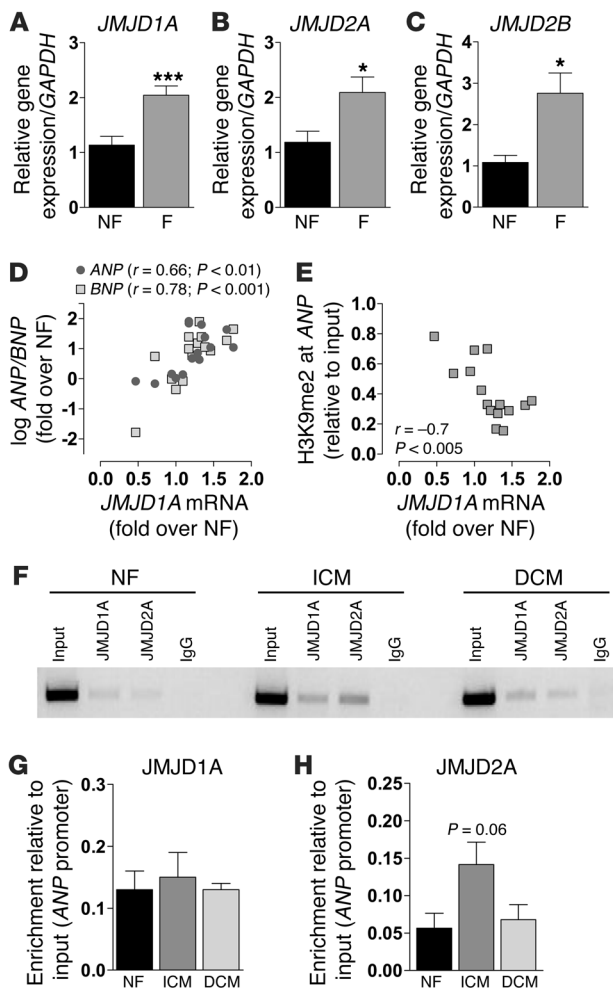 A
JMJD1A
Relative gene
expression/GAPDH
3
2
1
0
***
NF
F
B
JMJD2A
Relative gene
expression/GAPDH
3
2
1
0
*
NF
F
C
JMJD2B
Relative gene
expression/GAPDH
4
3
2
1
0
*
NF
F
D
ANP (r = 0.66; P < 0.01)
BNP (r = 0.78; P < 0.001)
log ANP/BNP
(fold over NF)
2
1
0
-1
-2
0.0
0.5
1.0
1.5
2.0
JMJD1A mRNA
(fold over NF)
E
H3K9me2 at ANP
(relative to input)
1.0
0.8
0.6
0.4
0.2
0.0
r = –0.7
P < 0.005
0.0
0.5
1.0
1.5
2.0
JMJD1A mRNA
(fold over NF)
F
NF
ICM
DCM
Input
JMJD1A
JMJD2A
IgG
Input
JMJD1A
JMJD2A
IgG
Input
JMJD1A
JMJD2A
IgG
G
JMJD1A
Enrichment relative to
input (ANP promoter)
0.3
0.2
0.1
0.0
NF
ICM
DCM
H
JMJD2A
Enrichment relative to
input (ANP promoter)
0.25
0.20
0.15
0.10
0.05
0.00
P = 0.06
NF
ICM
DCM